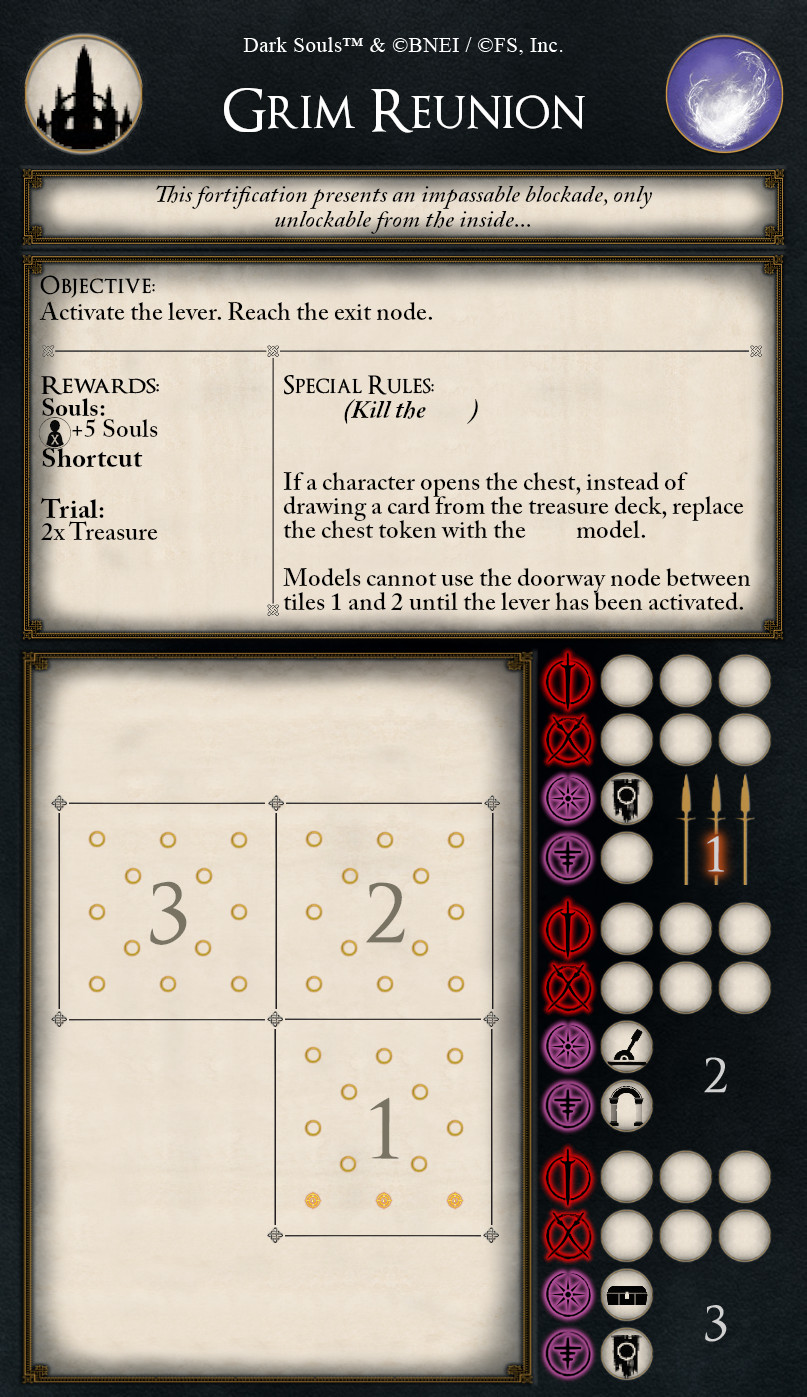 Dark Souls™ & ©BNEI / ©FS, Inc.
Grim Reunion
This fortification presents an impassable blockade, only
unlockable from the inside...
Objective:
Activate the lever. Reach the exit node.
Rewards:
Souls:
X +5 Souls
Shortcut
Trial:
2x Treasure
Special Rules:
(Kill the )
If a character opens the chest, instead of
drawing a card from the treasure deck, replace
the chest token with the model.
Models cannot use the doorway node between
tiles 1 and 2 until the lever has been activated.
3
2
1
1
2
3